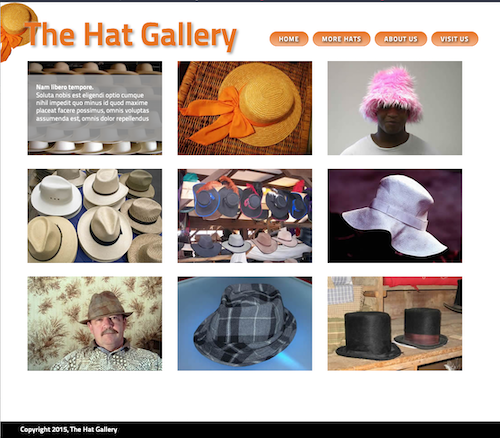 The Hat Gallery
HOME
MORE HATS
ABOUT US
VISIT US
Nam libero tempore.
Soluta nobis est eligendi optio cumque
nihil impedit quo minus id quod maxime
placeat facere possimus, omnis voluptas
assumenda est, omnis dolor repellendus
Copyright 2015, The Hat Gallery